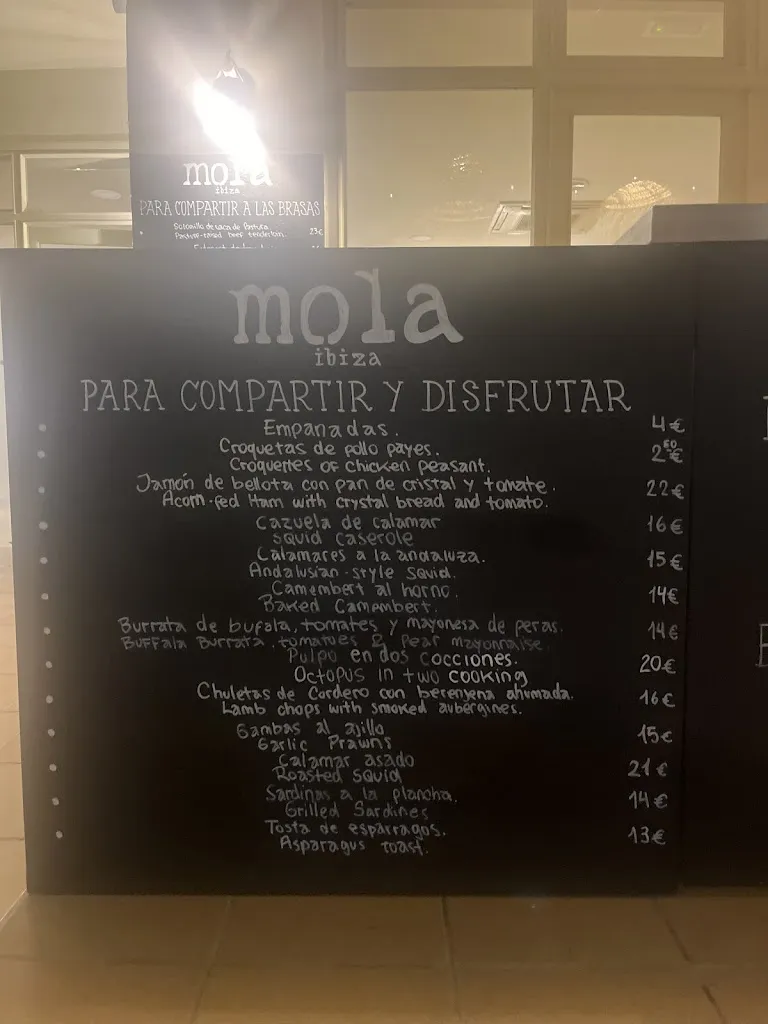 mola
ibiza
PARA COMPARTIR A LAS BRASAS
23€
mola
ibiza
PARA COMPARTIR Y DISFRUTAR
Empanadas. 4€
Croquetas de pollo payes. 2⁶⁰€
Croquettes of chicken peasant.
Jamón de bellota con pan de cristal y tomate. 22€
Acorn-fed Ham with crystal bread and tomato.
Cazuela de calamar 16€
squid caserole
Calamares a la andaluza. 15€
Andalusian-style squid.
Camembert al horno. 14€
Baked Camembert.
Burrata de bufala, tomates y mayonesa de peras. 14€
Buffala Burrata, tomatoes & pear mayonnaise.
Pulpo en dos cocciones. 20€
Octopus in two cooking
Chuletas de Cordero con berenjena ahumada. 16€
Lamb chops with smoked aubergines.
Gambas al ajillo 15€
Garlic Prawns
Calamar asado 21€
Roasted squid
Sardinas a la plancha. 14€
Grilled Sardines
Tosta de espárragos. 13€
Asparagus toast.